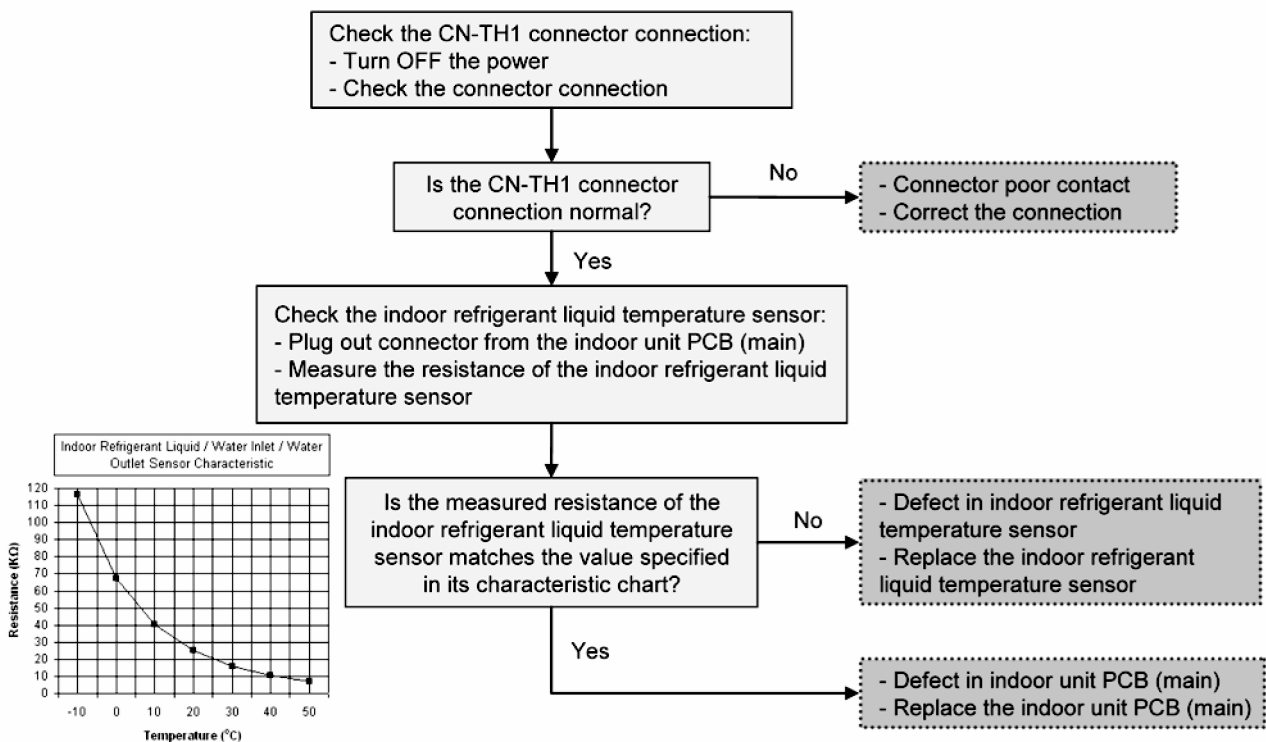 Check the CN-TH1 connector connection:
- Turn OFF the power
- Check the connector connection
Is the CN-TH1 connector
connection normal?
No
- Connector poor contact
- Correct the connection
Yes
Check the indoor refrigerant liquid temperature sensor:
- Plug out connector from the indoor unit PCB (main)
- Measure the resistance of the indoor refrigerant liquid
temperature sensor
Indoor Refrigerant Liquid / Water Inlet / Water
Outlet Sensor Characteristic
120
110
100
90
80
70
60
50
40
30
20
10
0
Resistance (KΩ)
-10 0 10 20 30 40 50
Temperature (°C)
Is the measured resistance of the
indoor refrigerant liquid temperature
sensor matches the value specified
in its characteristic chart?
No
- Defect in indoor refrigerant liquid
temperature sensor
- Replace the indoor refrigerant
liquid temperature sensor
Yes
- Defect in indoor unit PCB (main)
- Replace the indoor unit PCB (main)